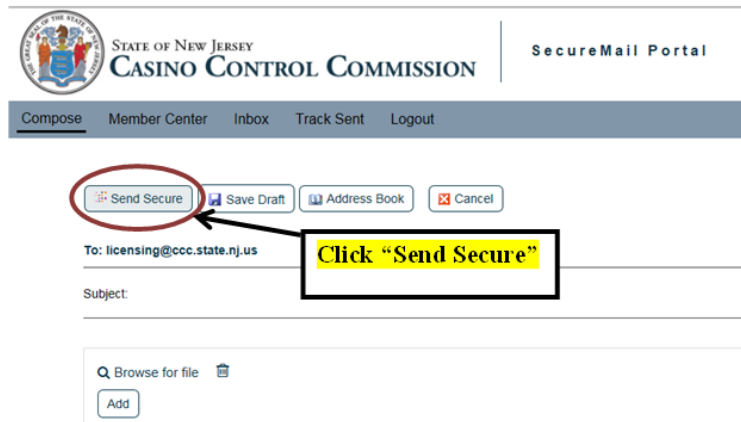 STATE OF NEW JERSEY
CASINO CONTROL COMMISSION
SecureMail Portal
Compose Member Center Inbox Track Sent Logout
Send Secure Save Draft Address Book Cancel
To: licensing@ccc.state.nj.us
Click “Send Secure”
Subject:
Browse for file
Add